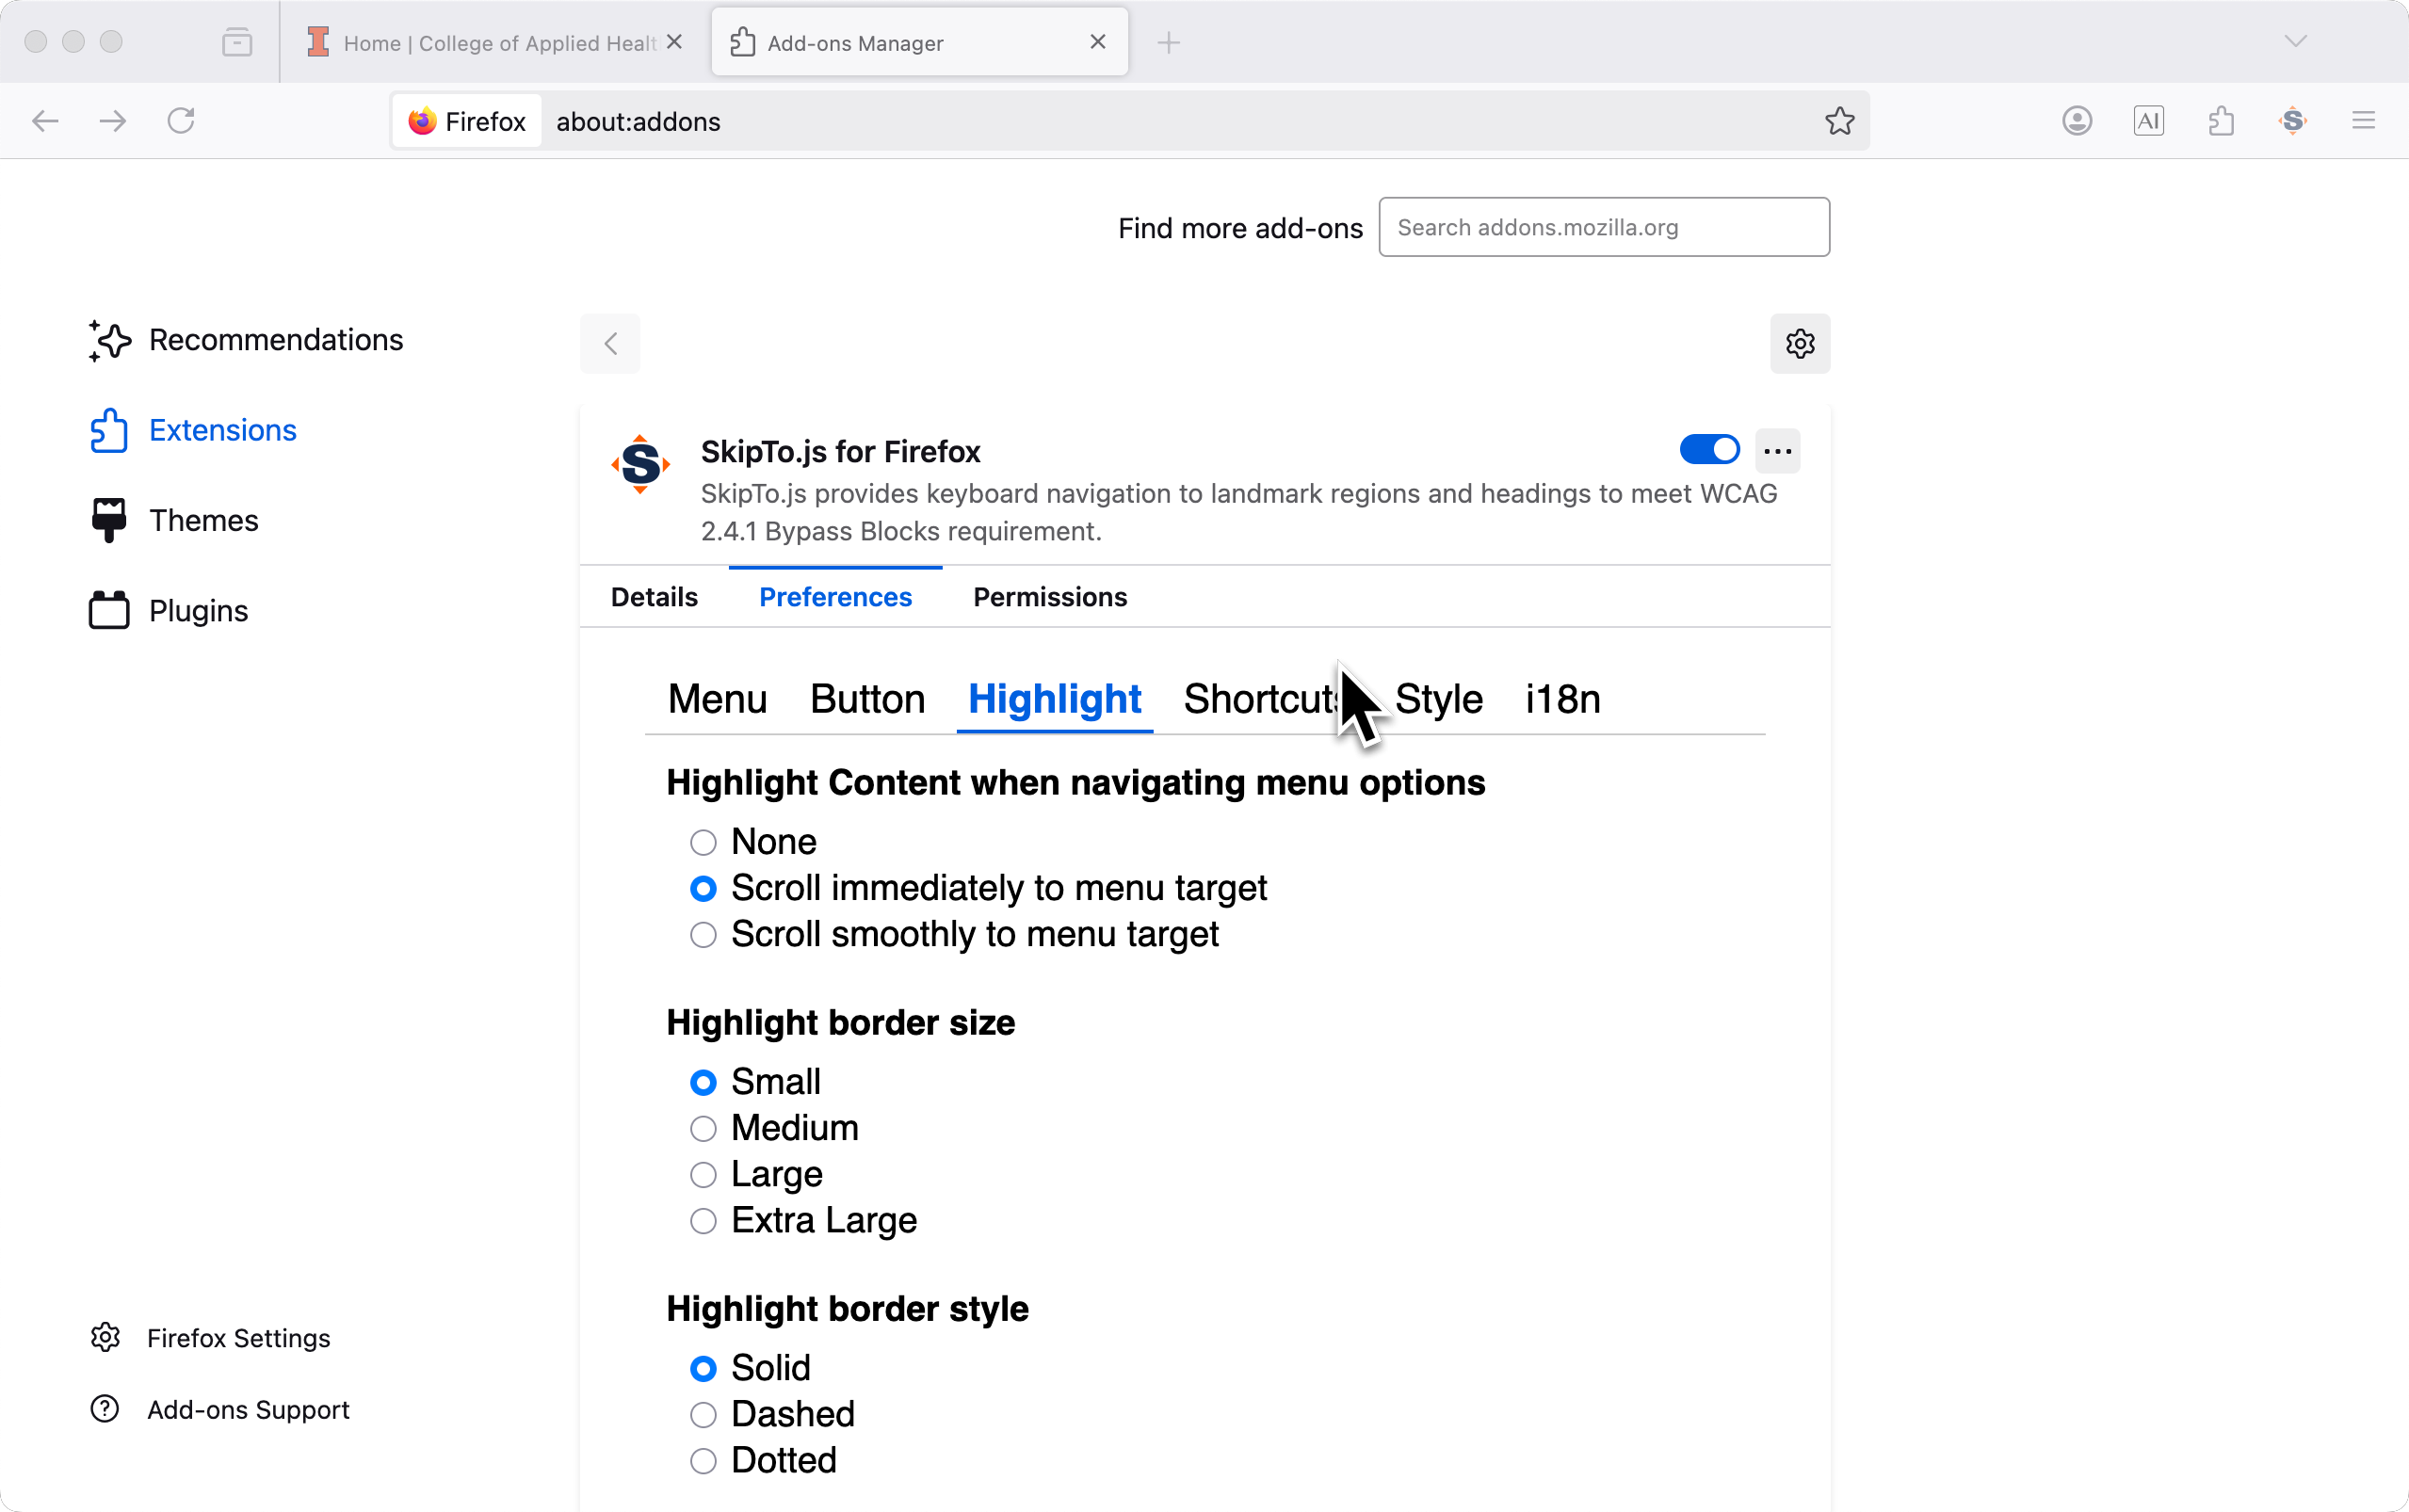 Home | College of Applied Healt
Add-ons Manager
Firefox about:addons
AI
S
Find more add-ons Search addons.mozilla.org
Recommendations
Extensions
Themes
Plugins
Firefox Settings
Add-ons Support
S
SkipTo.js for Firefox
SkipTo.js provides keyboard navigation to landmark regions and headings to meet WCAG
2.4.1 Bypass Blocks requirement.
Details Preferences Permissions
Menu Button Highlight Shortcuts Style i18n
Highlight Content when navigating menu options
None
Scroll immediately to menu target
Scroll smoothly to menu target
Highlight border size
Small
Medium
Large
Extra Large
Highlight border style
Solid
Dashed
Dotted